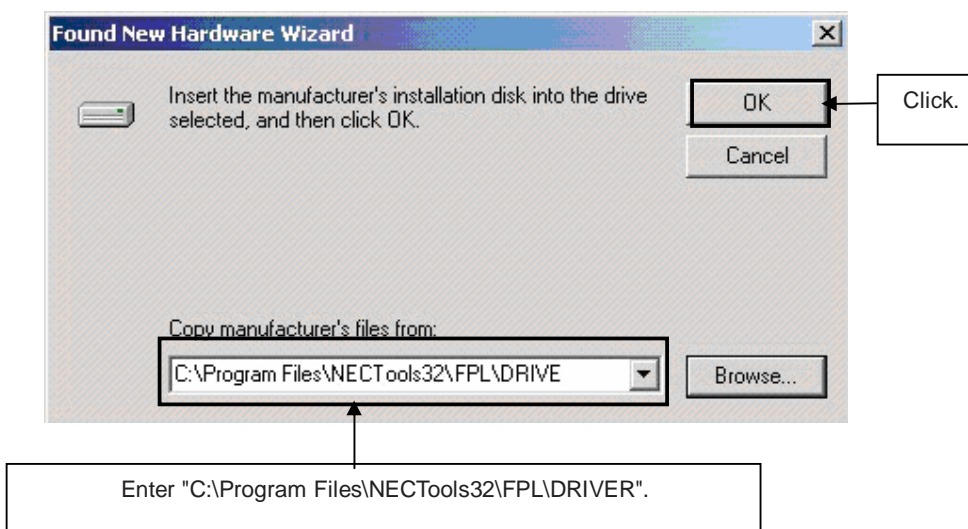 Found New Hardware Wizard
Insert the manufacturer's installation disk into the drive
selected, and then click OK.
OK
Click.
Cancel
Copy manufacturer's files from:
C:\Program Files\NECTools32\FPL\DRIVE
Browse...
Enter "C:\Program Files\NECTools32\FPL\DRIVER".